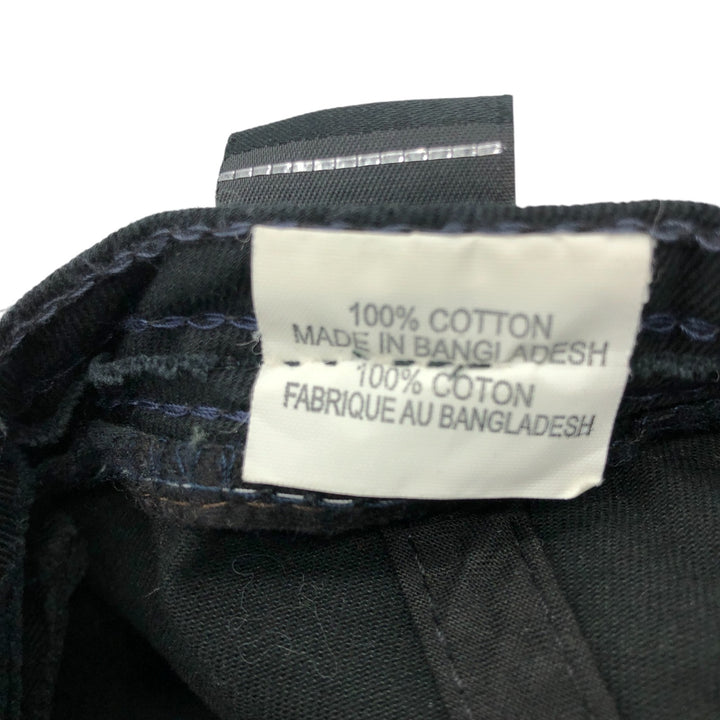 100% COTTON
MADE IN BANGLADESH
100% COTON
FABRIQUE AU BANGLADESH